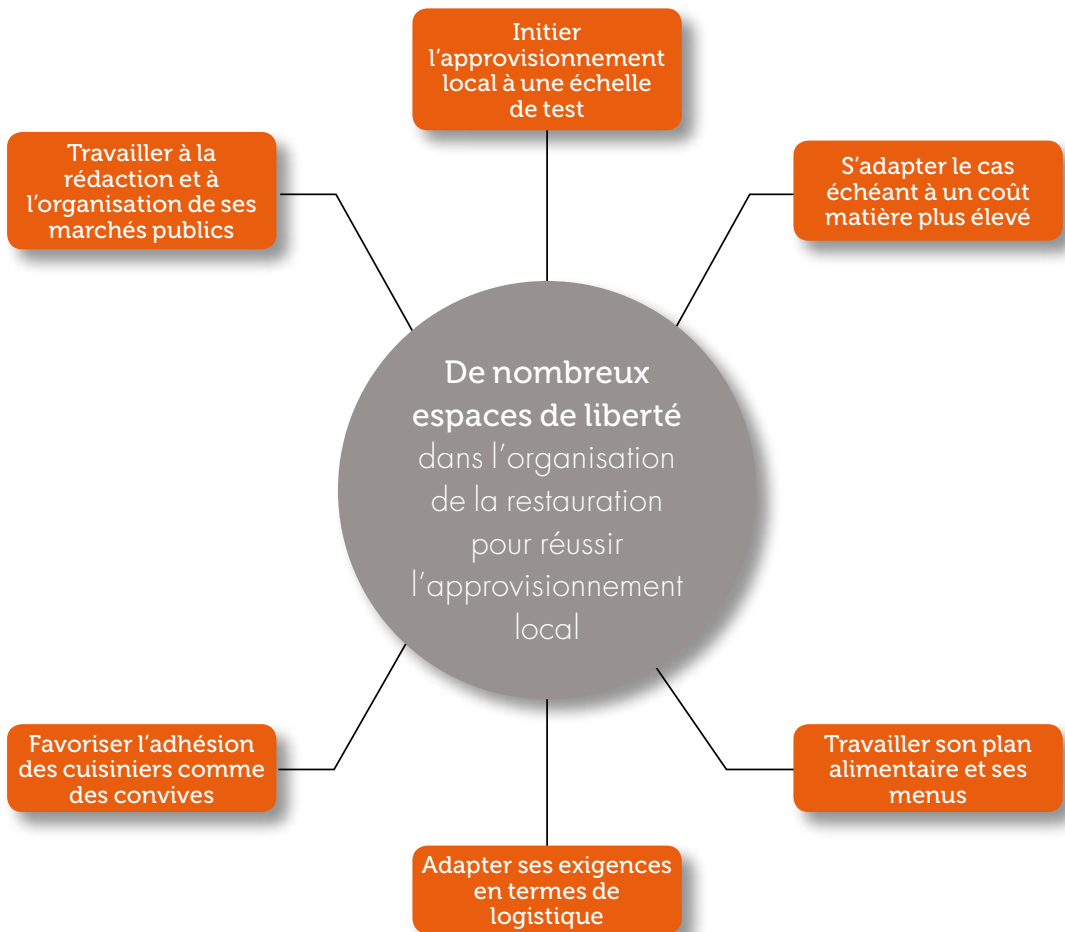 Initier
l’approvisionnement
local à une échelle
de test
Travailler à la
rédaction et à
l’organisation de ses
marchés publics
S’adapter le cas
échéant à un coût
matière plus élevé
De nombreux
espaces de liberté
dans l’organisation
de la restauration
pour réussir
l’approvisionnement
local
Favoriser l’adhésion
des cuisiniers comme
des convives
Travailler son plan
alimentaire et ses
menus
Adapter ses exigences
en termes de
logistique